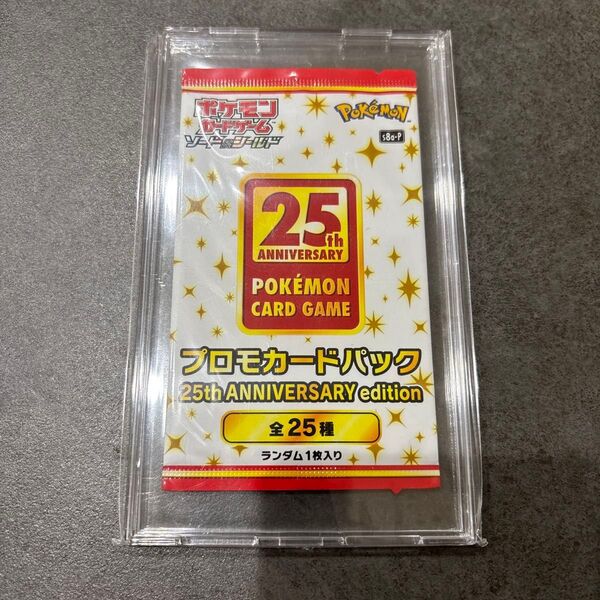 ポケモン
カードゲーム
ソード&シールド
POKéMON
s8a-P
25th
ANNIVERSARY
POKÉMON
CARD GAME
プロモカードパック
25th ANNIVERSARY edition
全25種
ランダム1枚入り